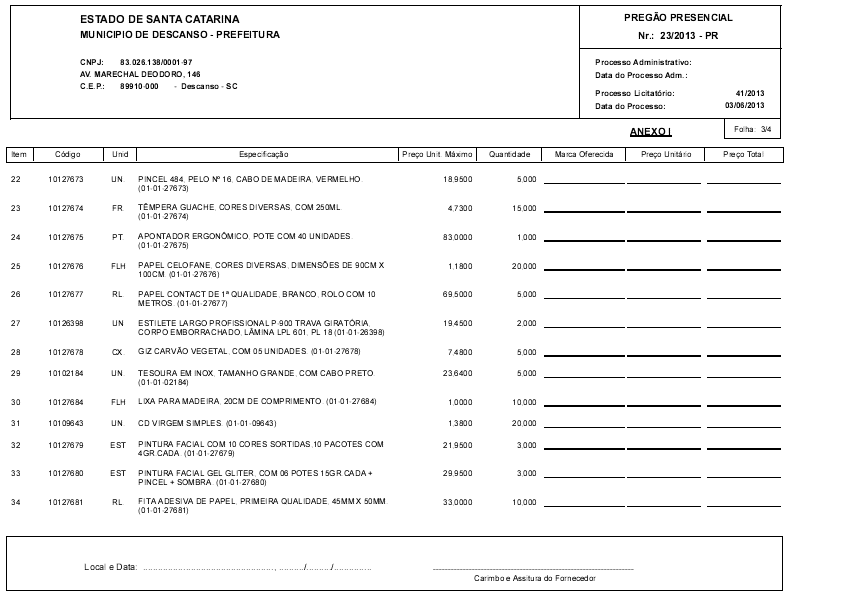 ESTADO DE SANTA CATARINA
MUNICIPIO DE DESCANSO - PREFEITURA
CNPJ: 83.026.138/0001-97
AV. MARECHAL DEODORO, 146
C.E.P.: 89910-000 - Descanso - SC
PREGÃO PRESENCIAL
Nr.: 23/2013 - PR
Processo Administrativo:
Data do Processo Adm.:
Processo Licitatório: 41/2013
Data do Processo: 03/06/2013
ANEXO I
Folha: 3/4
Item Código Unid Especificação Preço Unit. Máximo Quantidade Marca Oferecida Preço Unitário Preço Total
22 10127673 UN. PINCEL 484, PELO Nº 16, CABO DE MADEIRA, VERMELHO. 18,9500 5,000
(01-01-27673)
23 10127674 FR. TÊMPERA GUACHE, CORES DIVERSAS, COM 250ML. 4,7300 15,000
(01-01-27674)
24 10127675 PT. APONTADOR ERGONÔMICO, POTE COM 40 UNIDADES. 83,0000 1,000
(01-01-27675)
25 10127676 FLH PAPEL CELOFANE, CORES DIVERSAS, DIMENSÕES DE 90CM X 1,1800 20,000
100CM. (01-01-27676)
26 10127677 RL. PAPEL CONTACT DE 1ª QUALIDADE, BRANCO, ROLO COM 10 69,5000 5,000
METROS. (01-01-27677)
27 10126398 UN. ESTILETE LARGO PROFISSIONAL P-900 TRAVA GIRATÓRIA, 19,4500 2,000
CORPO EMBORRACHADO, LÂMINA LPL 601, PL 18 (01-01-26398)
28 10127678 CX. GIZ CARVÃO VEGETAL, COM 05 UNIDADES. (01-01-27678) 7,4800 5,000
29 10102184 UN. TESOURA EM INOX, TAMANHO GRANDE, COM CABO PRETO. 23,6400 5,000
(01-01-02184)
30 10127684 FLH LIXA PARA MADEIRA, 20CM DE COMPRIMENTO. (01-01-27684) 1,0000 10,000
31 10109643 UN. CD VIRGEM SIMPLES. (01-01-09643) 1,3800 20,000
32 10127679 EST PINTURA FACIAL COM 10 CORES SORTIDAS,10 PACOTES COM 21,9500 3,000
4GR CADA. (01-01-27679)
33 10127680 EST PINTURA FACIAL GEL GLITER, COM 06 POTES 15GR CADA + 29,9500 3,000
PINCEL + SOMBRA. (01-01-27680)
34 10127681 RL. FITA ADESIVA DE PAPEL, PRIMEIRA QUALIDADE, 45MM X 50MM. 33,0000 10,000
(01-01-27681)
Local e Data: ......................................................, ........../........../...............
Carimbo e Assitura do Fornecedor